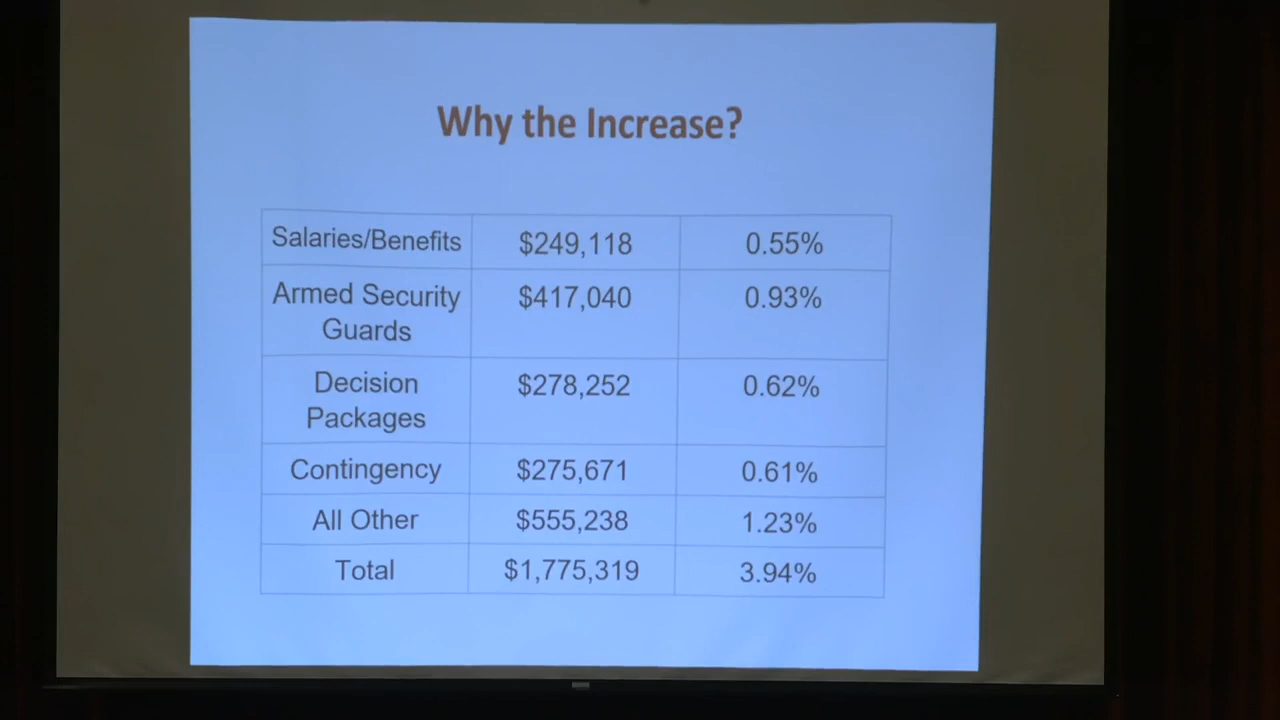 Why the Increase?
Salaries/Benefits $249,118 0.55%
Armed Security $417,040 0.93%
Guards
Decision $278,252 0.62%
Packages
Contingency $275,671 0.61%
All Other $555,238 1.23%
Total $1,775,319 3.94%